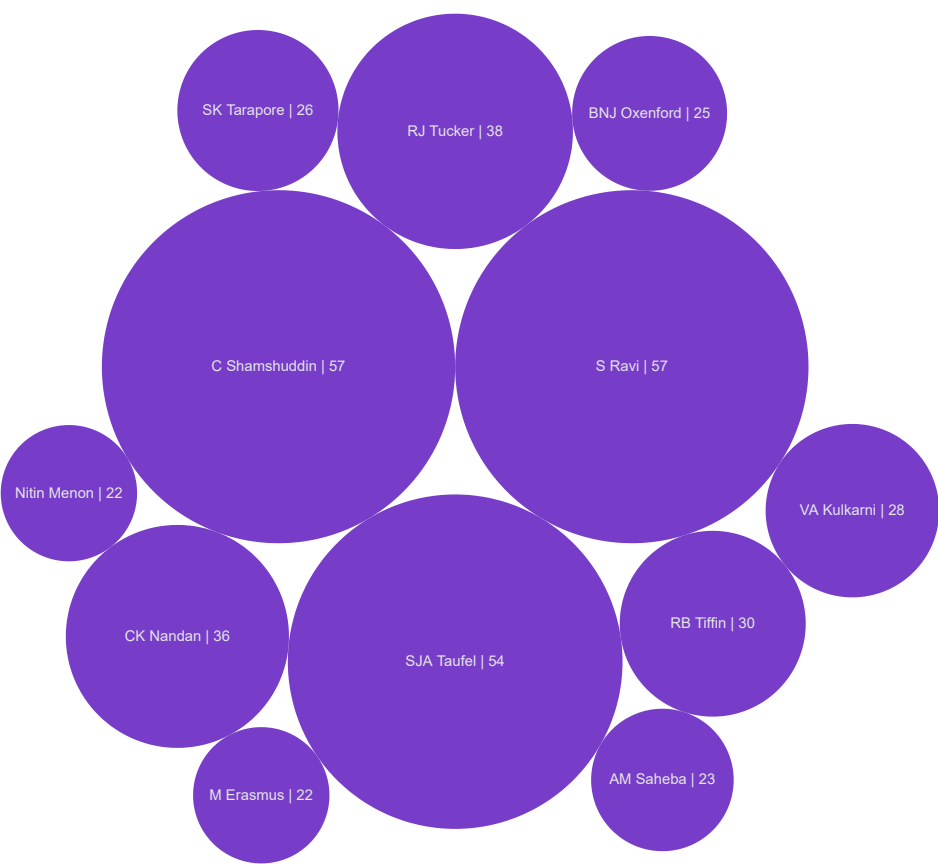 SK Tarapore | 26
RJ Tucker | 38
BNJ Oxenford | 25
C Shamshuddin | 57
S Ravi | 57
Nitin Menon | 22
VA Kulkarni | 28
CK Nandan | 36
RB Tiffin | 30
SJA Taufel | 54
AM Saheba | 23
M Erasmus | 22